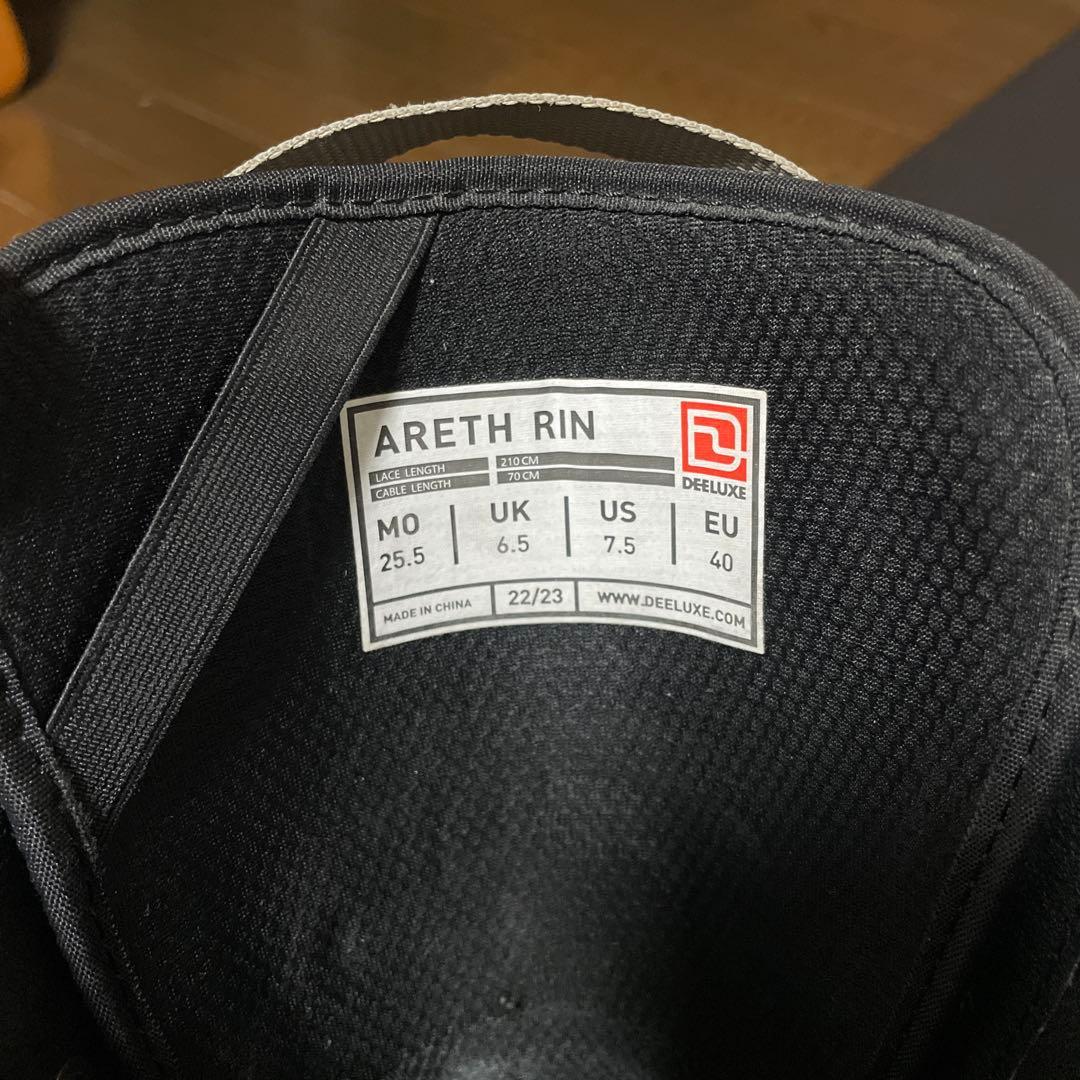 ARETH RIN
LACE LENGTH 210 CM
CABLE LENGTH 70 CM
DEELUXE
MO UK US EU
25.5 6.5 7.5 40
MADE IN CHINA 22/23 WWW.DEELUXE.COM